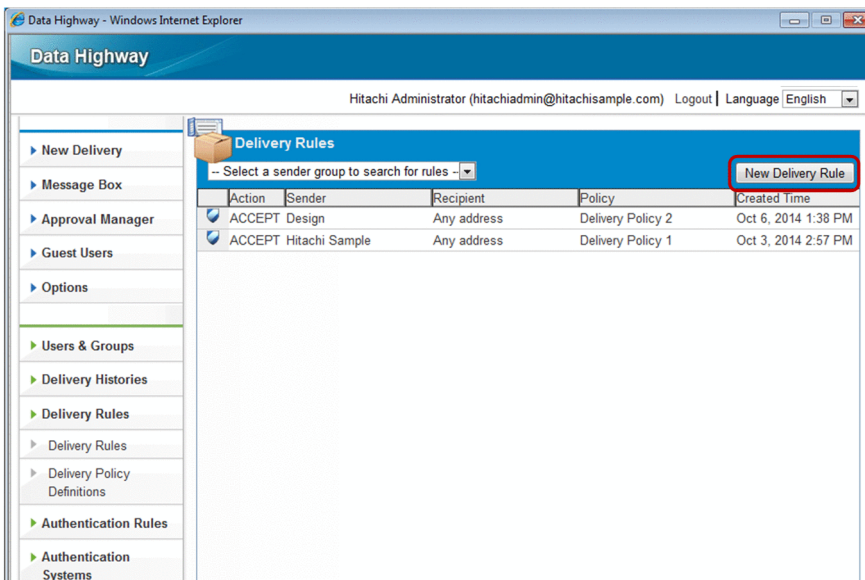 Data Highway - Windows Internet Explorer
Data Highway
Hitachi Administrator (hitachiadmin@hitachisample.com) Logout | Language English
New Delivery
Message Box
Approval Manager
Guest Users
Options
Users & Groups
Delivery Histories
Delivery Rules
Delivery Rules
Delivery Policy
Definitions
Authentication Rules
Authentication
Systems
Delivery Rules
-- Select a sender group to search for rules --
New Delivery Rule
Action Sender Recipient Policy Created Time
ACCEPT Design Any address Delivery Policy 2 Oct 6, 2014 1:38 PM
ACCEPT Hitachi Sample Any address Delivery Policy 1 Oct 3, 2014 2:57 PM